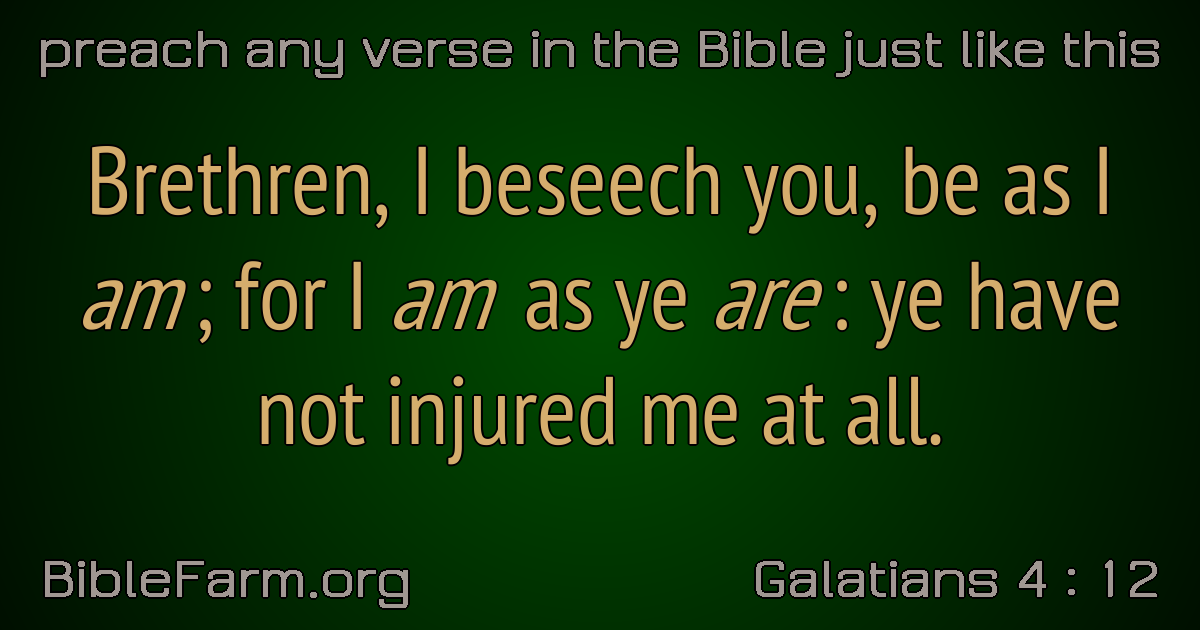 preach any verse in the Bible just like this
Brethren, I beseech you, be as I
am; for I am as ye are: ye have
not injured me at all.
BibleFarm.org
Galatians 4 : 12